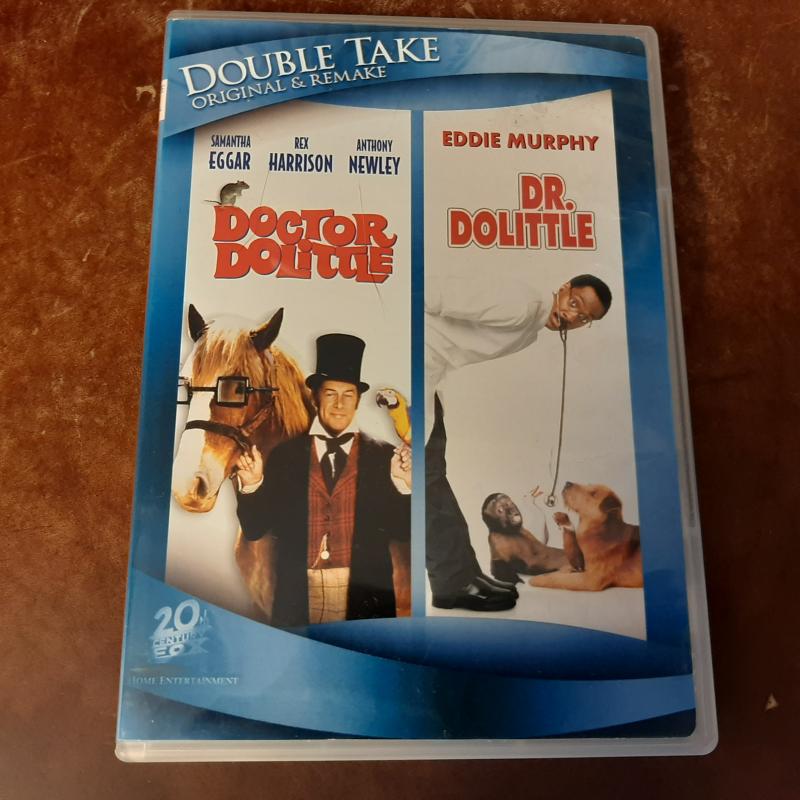 DOUBLE TAKE
ORIGINAL & REMAKE
SAMANTHA EGGAR
REX HARRISON
ANTHONY NEWLEY
DOCTOR
DOLITTLE
EDDIE MURPHY
DR.
DOLITTLE
20th
CENTURY
FOX
HOME ENTERTAINMENT